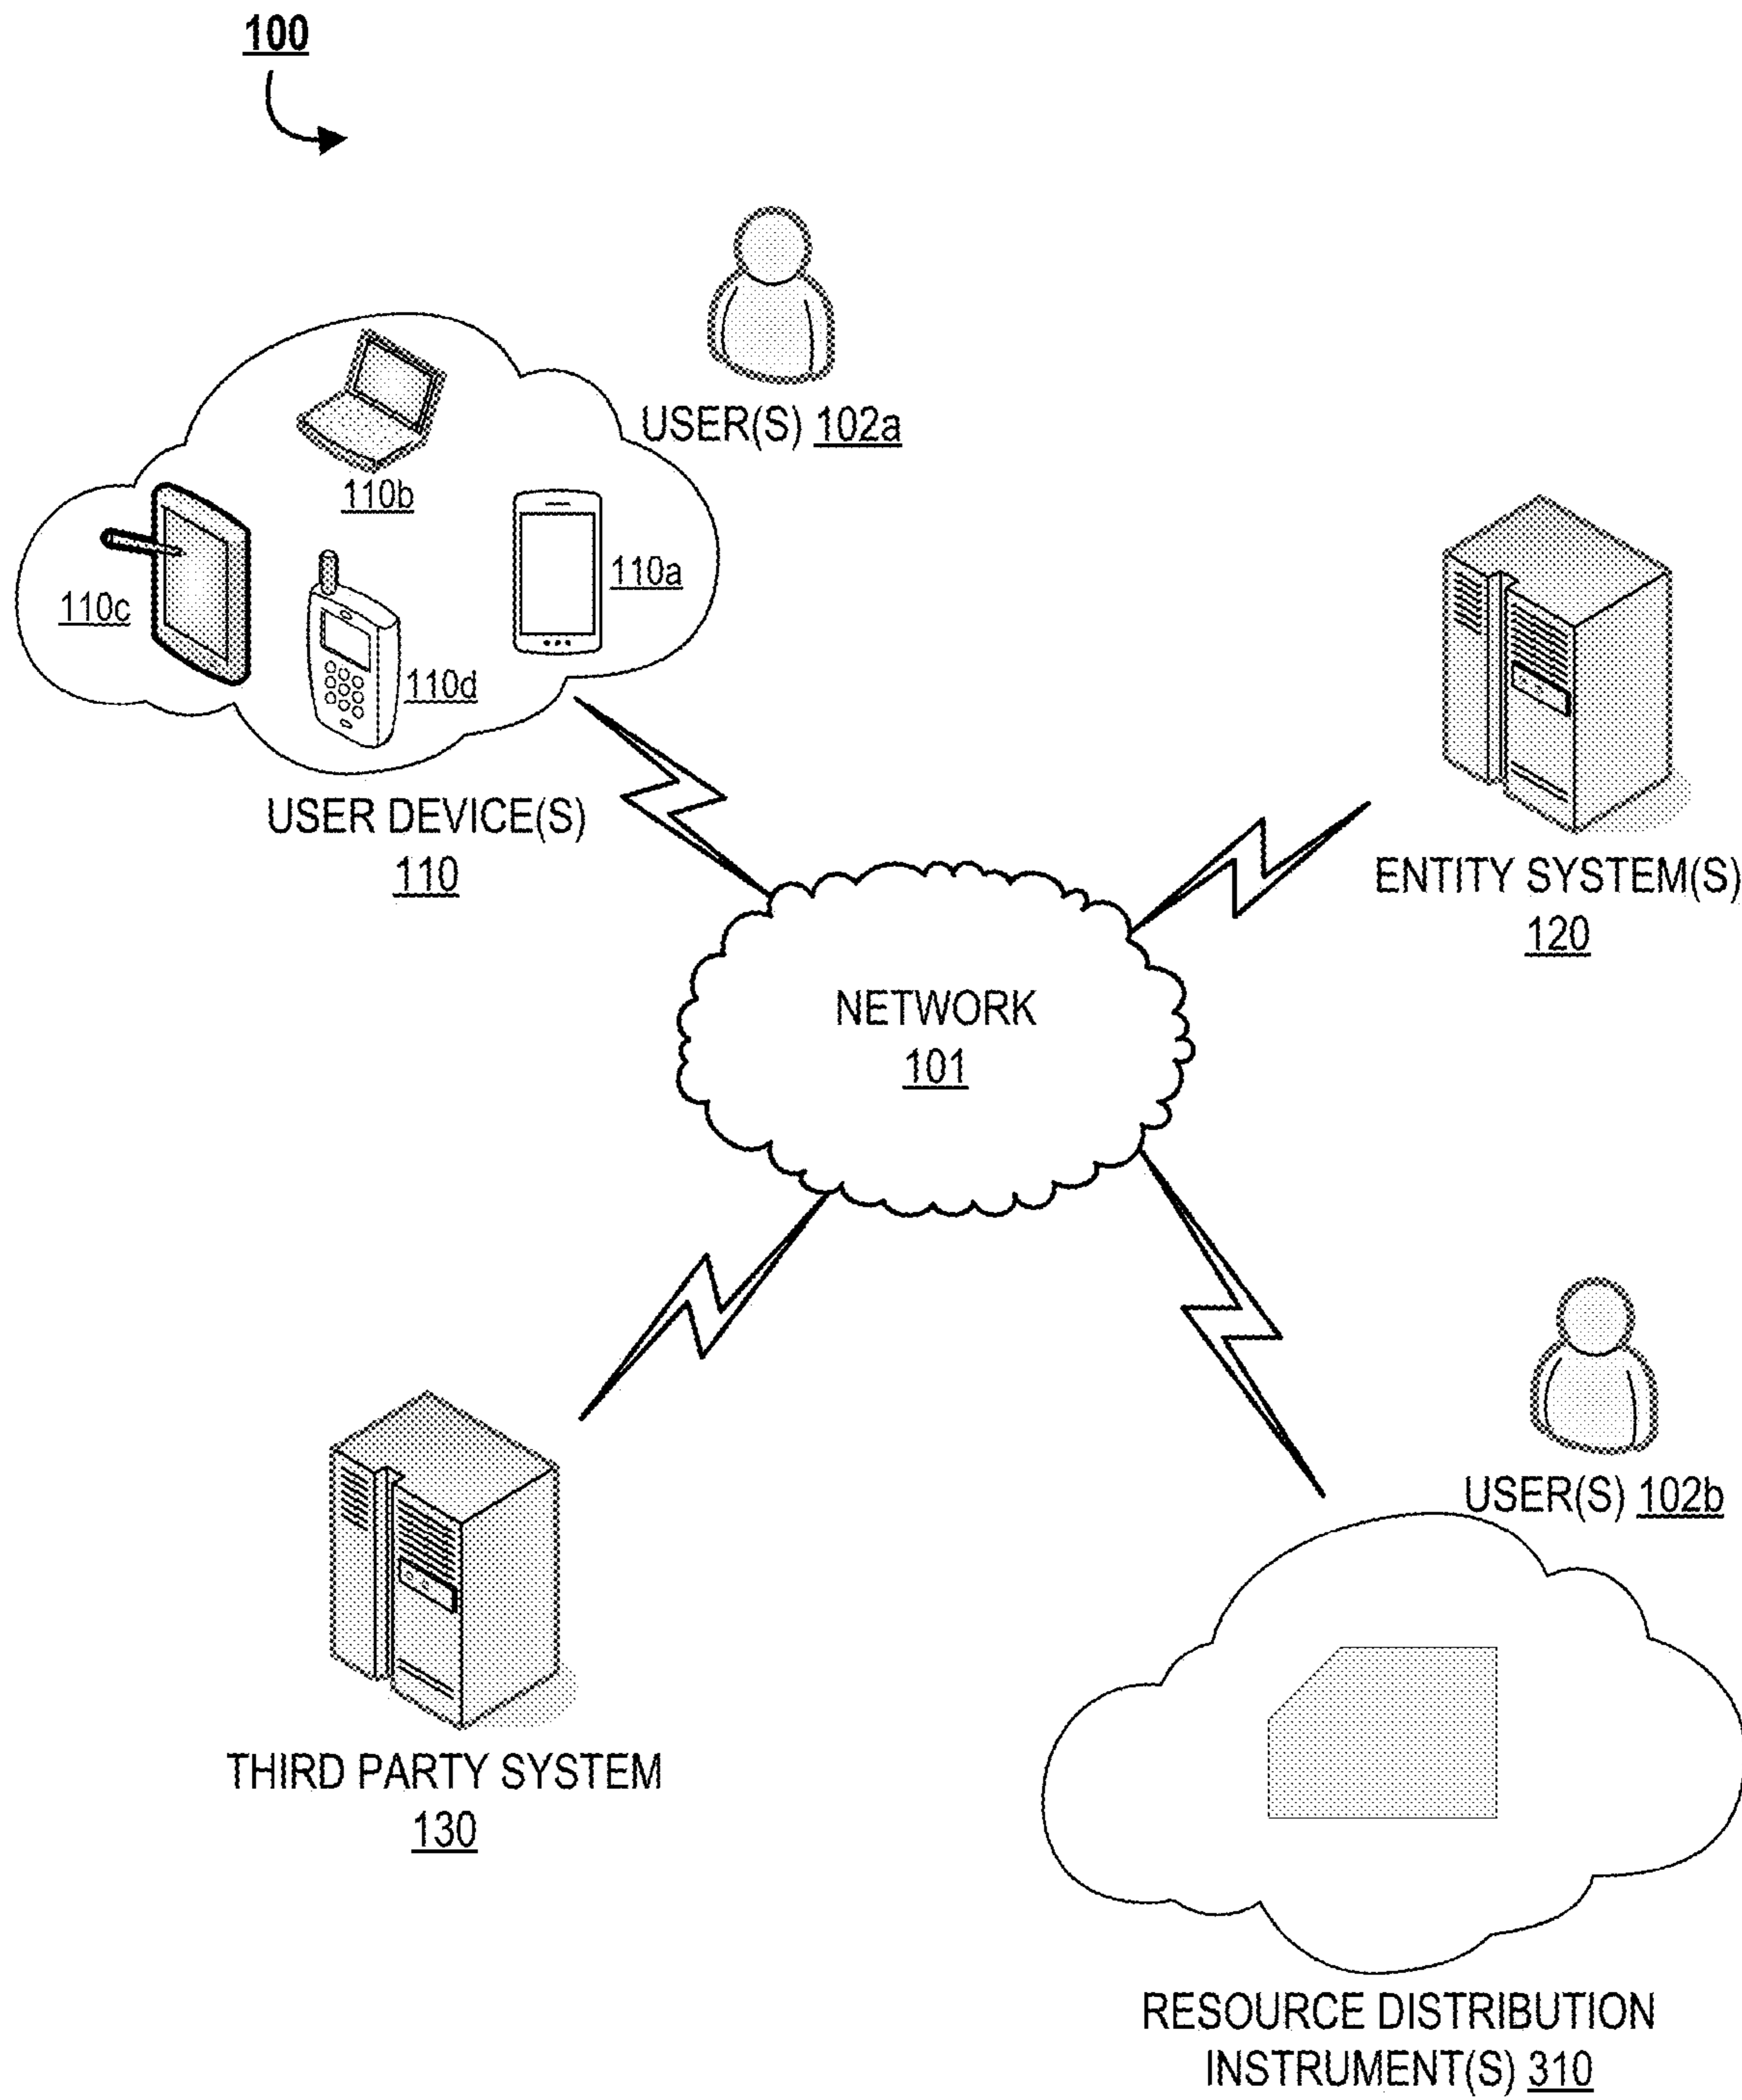 100
USER(S) 102a
110b
110a
110c
110d
USER DEVICE(S)
110
ENTITY SYSTEM(S)
120
NETWORK
101
USER(S) 102b
THIRD PARTY SYSTEM
130
RESOURCE DISTRIBUTION
INSTRUMENT(S) 310